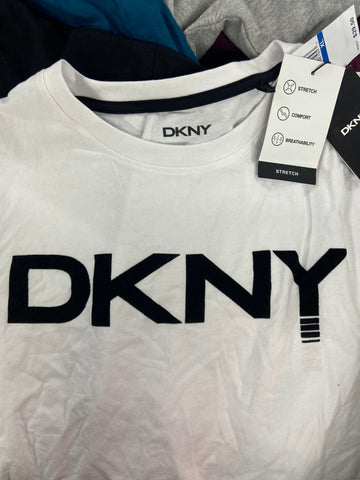 DKNY
STRETCH
COMFORT
BREATHABILITY
STRETCH
DKNY
DKNY